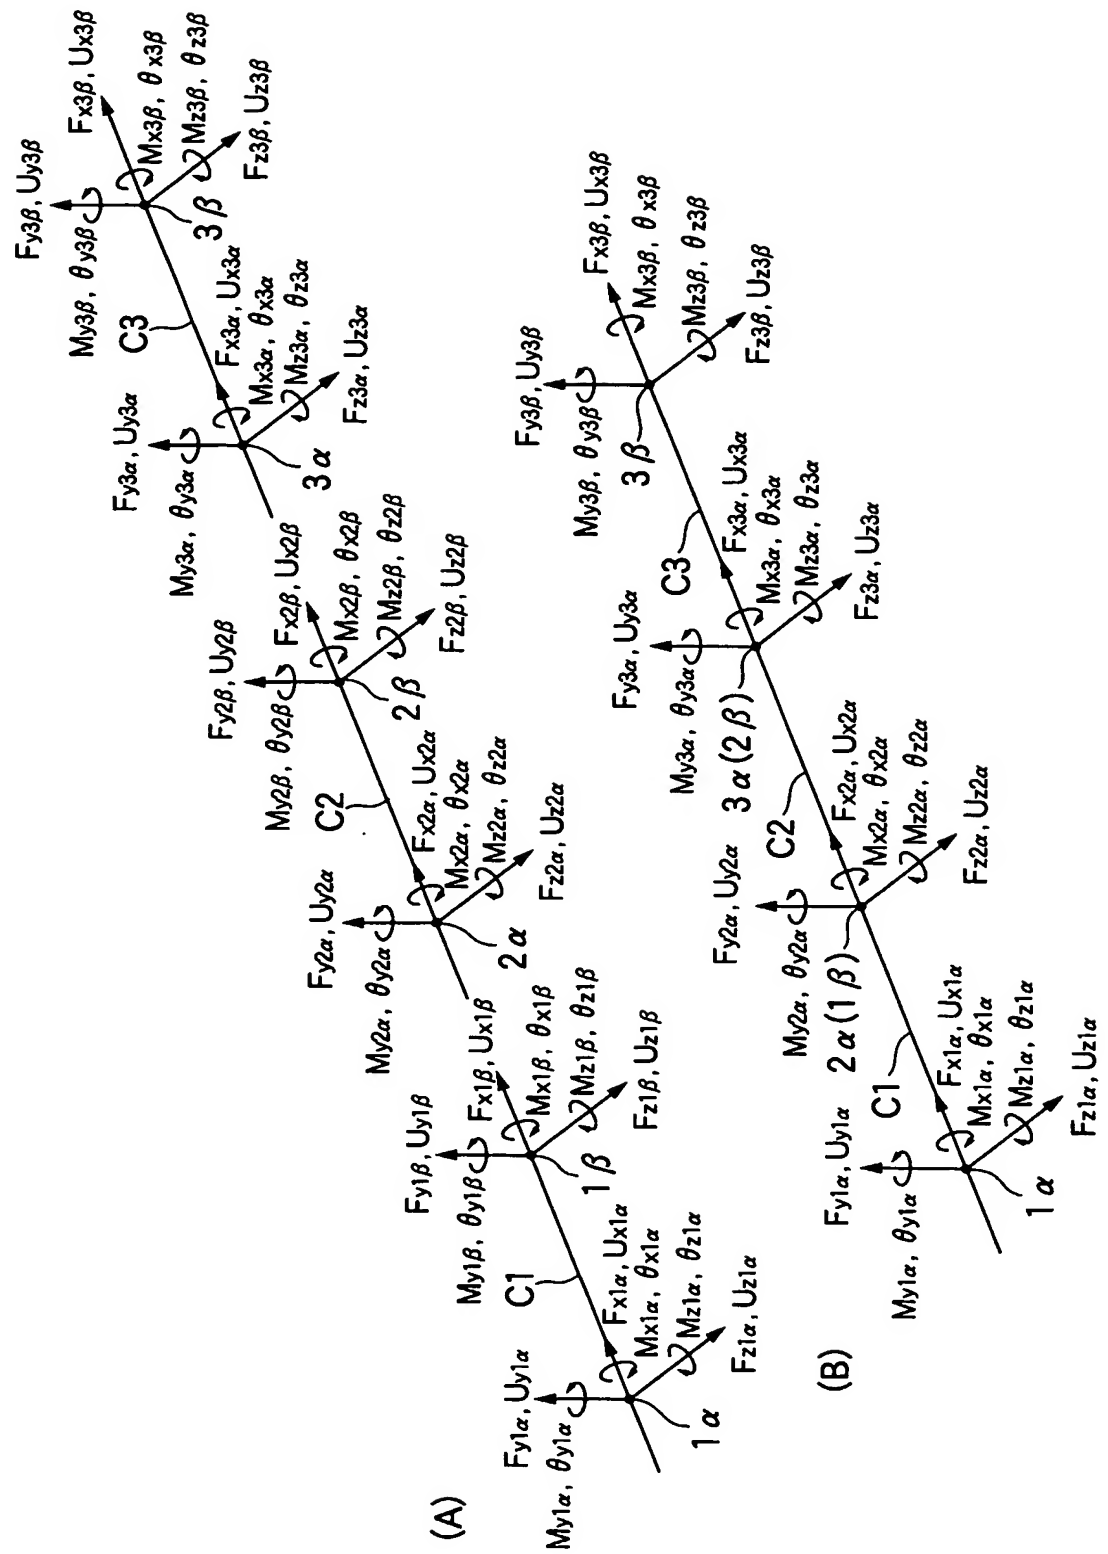 (A)
Fy1α, Uy1α
My1α, θy1α
Fx1α, Ux1α
Mx1α, θx1α
Mz1α, θz1α
Fz1α, Uz1α
1α
C1
Fy1β, Uy1β
My1β, θy1β
Fx1β, Ux1β
Mx1β, θx1β
Mz1β, θz1β
Fz1β, Uz1β
1β
Fy2α, Uy2α
My2α, θy2α
Fx2α, Ux2α
Mx2α, θx2α
Mz2α, θz2α
Fz2α, Uz2α
2α
C2
Fy2β, Uy2β
My2β, θy2β
Fx2β, Ux2β
Mx2β, θx2β
Mz2β, θz2β
Fz2β, Uz2β
2β
Fy3α, Uy3α
My3α, θy3α
Fx3α, Ux3α
Mx3α, θx3α
Mz3α, θz3α
Fz3α, Uz3α
3α
C3
Fy3β, Uy3β
My3β, θy3β
Fx3β, Ux3β
Mx3β, θx3β
Mz3β, θz3β
Fz3β, Uz3β
3β
(B)
Fy1α, Uy1α
My1α, θy1α
Fx1α, Ux1α
Mx1α, θx1α
Mz1α, θz1α
Fz1α, Uz1α
1α
C1
Fy2α, Uy2α
My2α, θy2α
2α(1β)
Fx2α, Ux2α
Mx2α, θx2α
Mz2α, θz2α
Fz2α, Uz2α
C2
Fy3α, Uy3α
My3α, θy3α
3α(2β)
Fx3α, Ux3α
Mx3α, θx3α
Mz3α, θz3α
Fz3α, Uz3α
C3
Fy3β, Uy3β
My3β, θy3β
3β
Fx3β, Ux3β
Mx3β, θx3β
Mz3β, θz3β
Fz3β, Uz3β